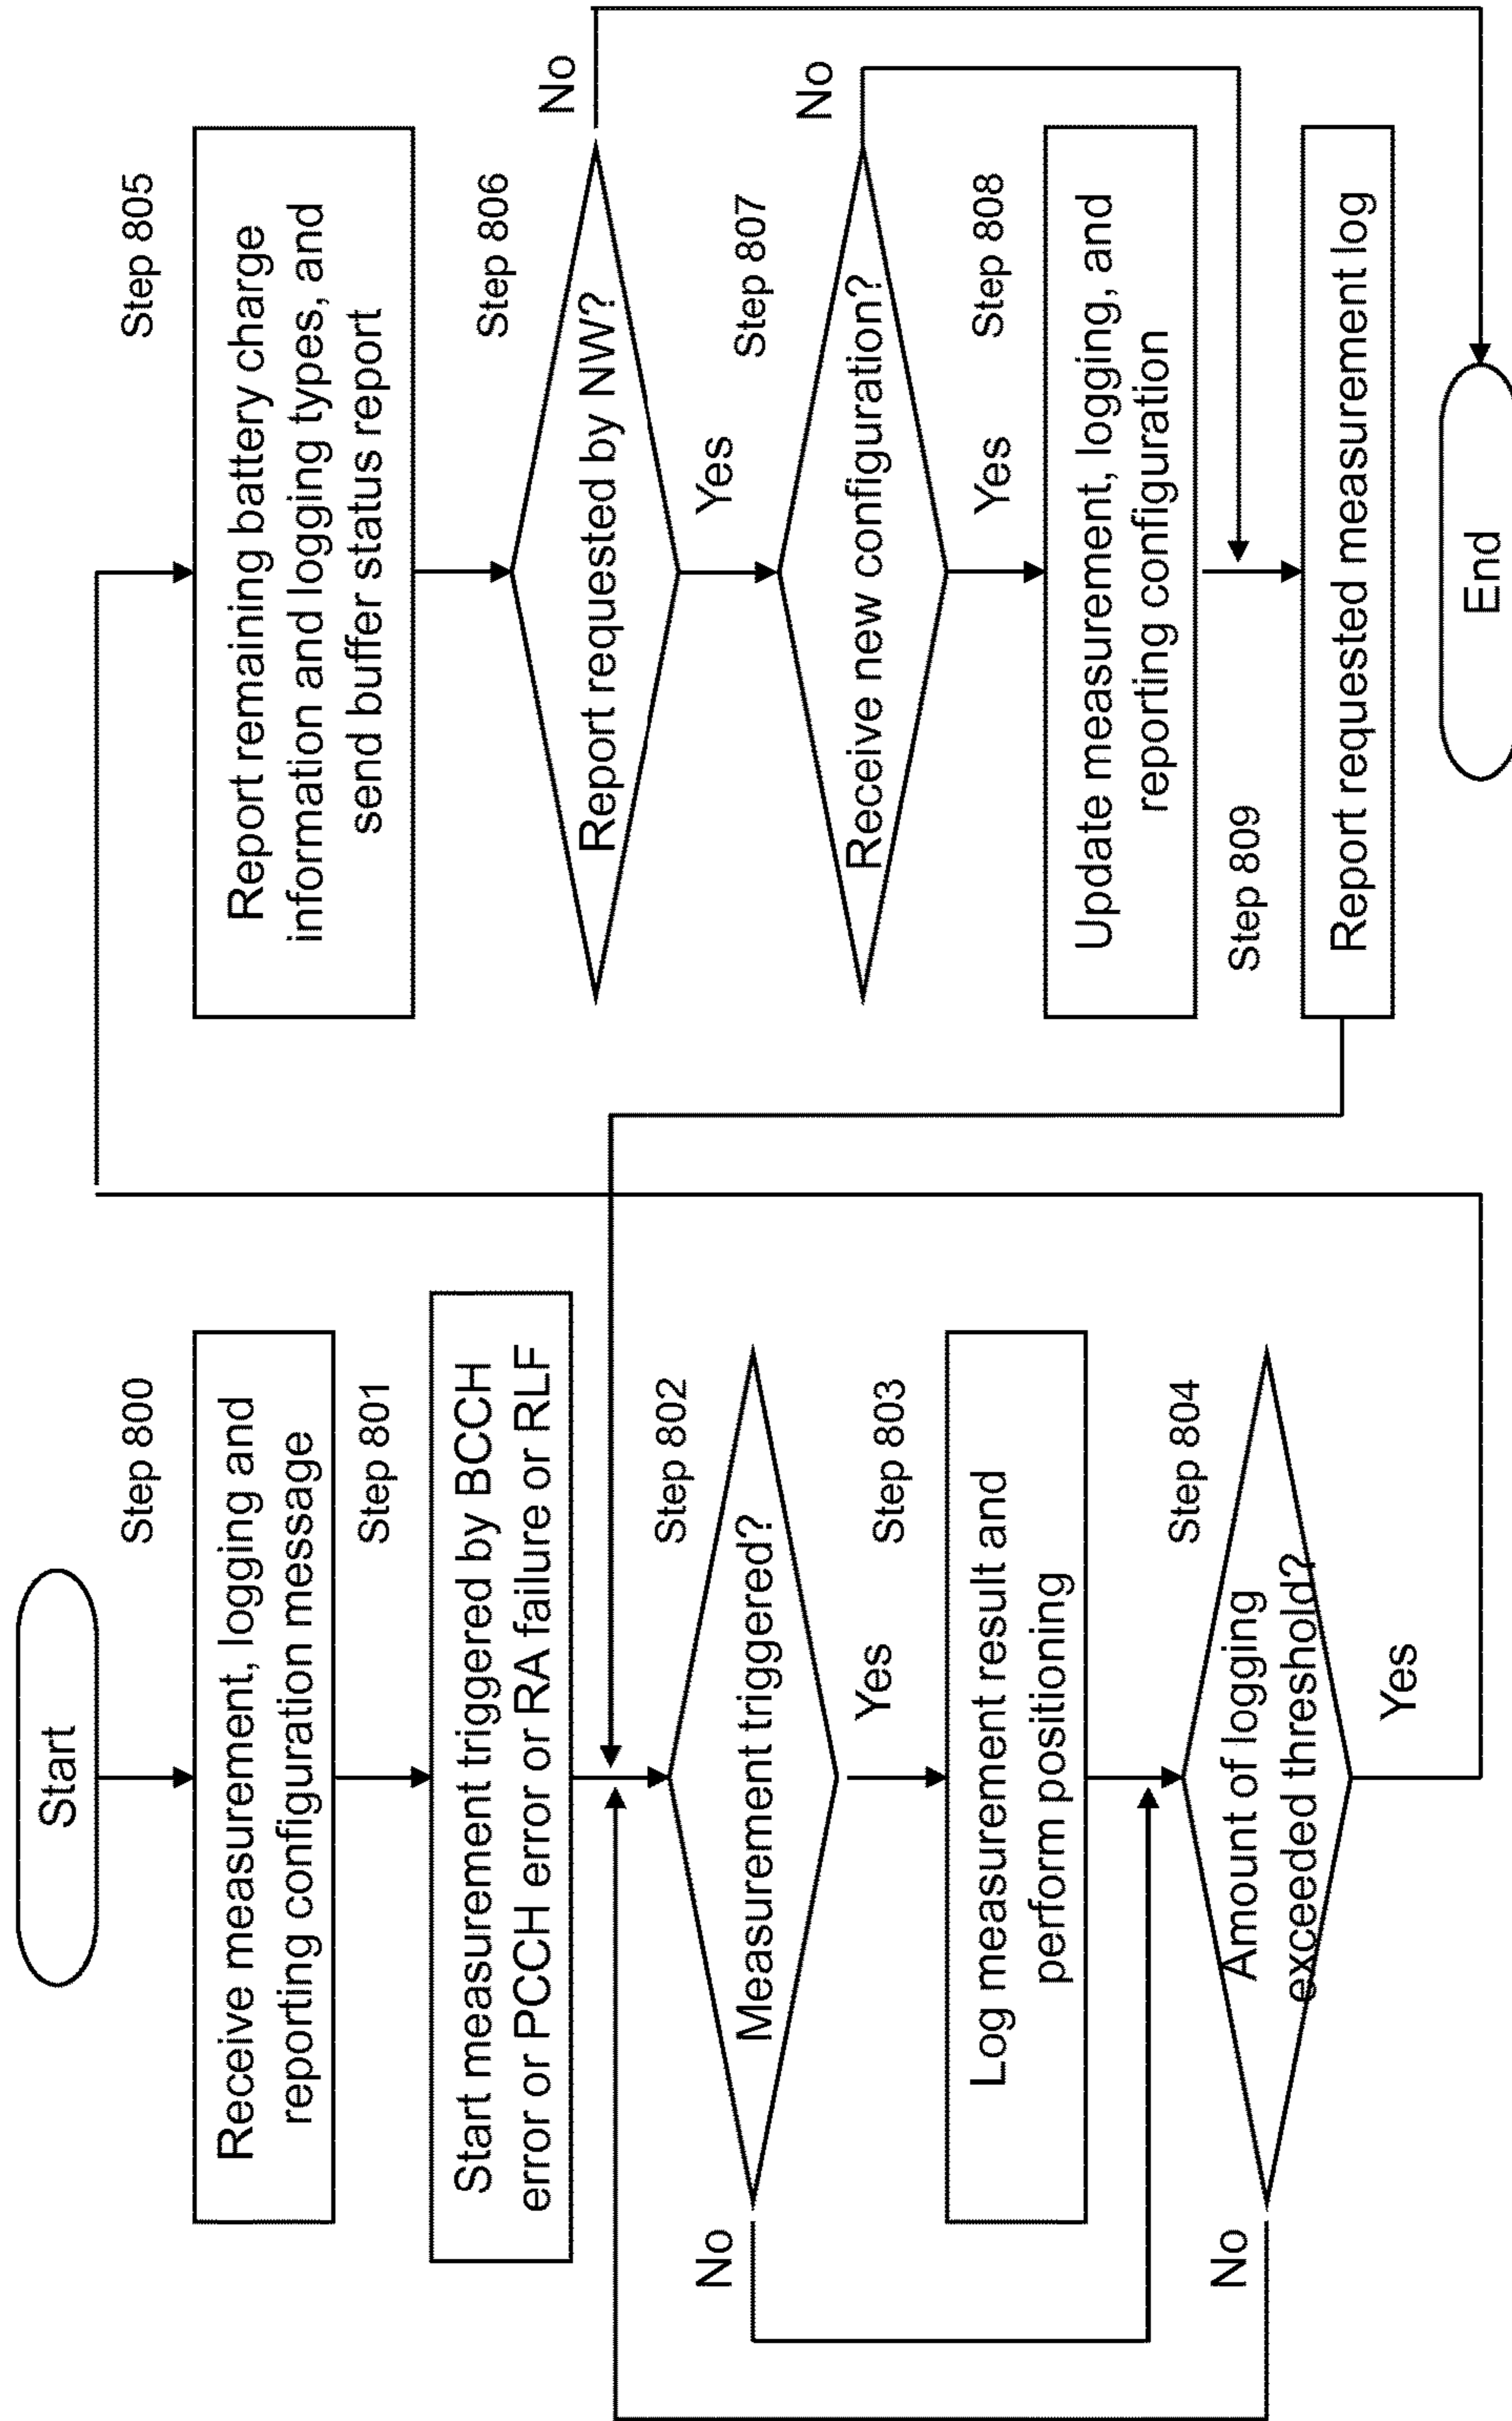 Start
Step 800
Receive measurement, logging and
reporting configuration message
Step 801
Start measurement triggered by BCCH
error or PCCH error or RA failure or RLF
Step 802
Measurement triggered?
No
Yes
Step 803
Log measurement result and
perform positioning
Step 804
Amount of logging
exceeded threshold?
No
Yes
Step 805
Report remaining battery charge
information and logging types, and
send buffer status report
Step 806
Report requested by NW?
No
Yes
Step 807
Receive new configuration?
No
Yes
Step 808
Update measurement, logging, and
reporting configuration
Step 809
Report requested measurement log
End